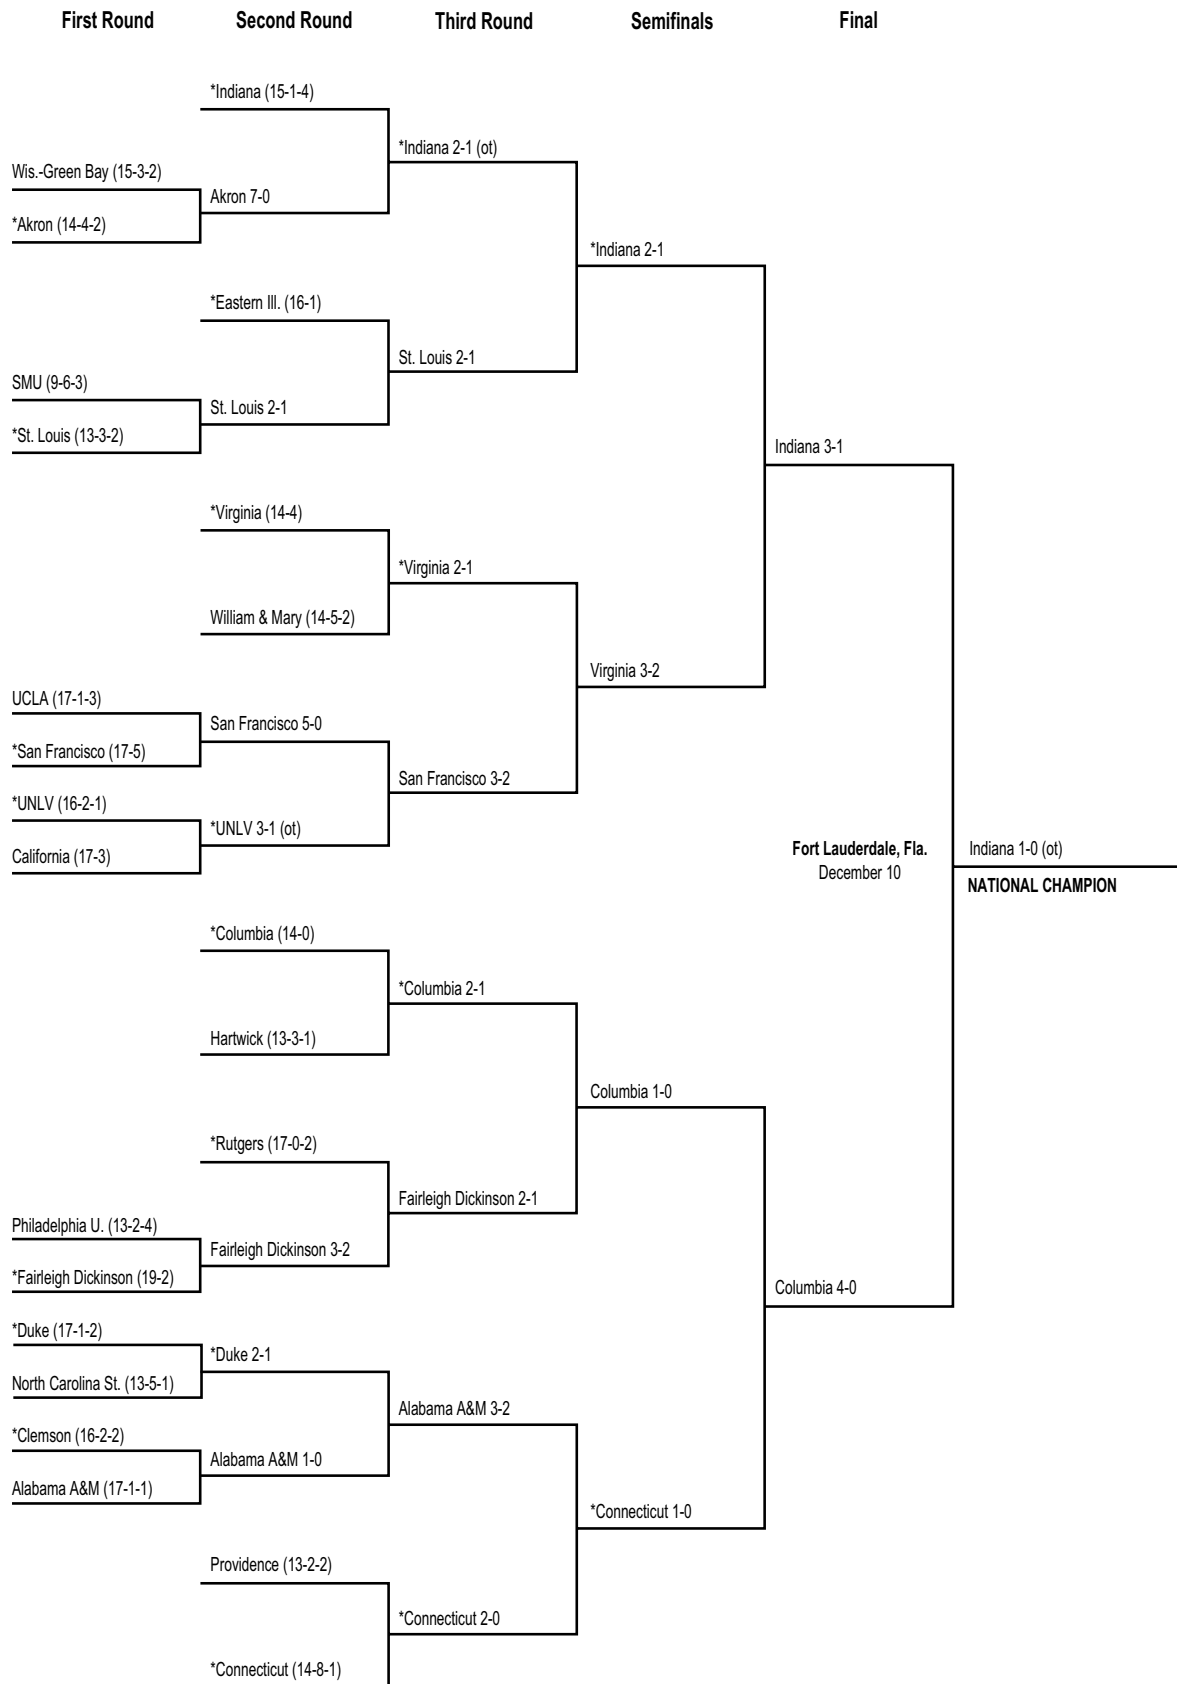 First Round
Second Round
Third Round
Semifinals
Final
*Indiana (15-1-4)
*Indiana 2-1 (ot)
Wis.-Green Bay (15-3-2)
Akron 7-0
*Akron (14-4-2)
*Indiana 2-1
*Eastern Ill. (16-1)
St. Louis 2-1
SMU (9-6-3)
St. Louis 2-1
*St. Louis (13-3-2)
Indiana 3-1
*Virginia (14-4)
*Virginia 2-1
William & Mary (14-5-2)
Virginia 3-2
UCLA (17-1-3)
San Francisco 5-0
*San Francisco (17-5)
San Francisco 3-2
*UNLV (16-2-1)
*UNLV 3-1 (ot)
California (17-3)
Fort Lauderdale, Fla.
December 10
Indiana 1-0 (ot)
NATIONAL CHAMPION
*Columbia (14-0)
*Columbia 2-1
Hartwick (13-3-1)
Columbia 1-0
*Rutgers (17-0-2)
Fairleigh Dickinson 2-1
Philadelphia U. (13-2-4)
Fairleigh Dickinson 3-2
*Fairleigh Dickinson (19-2)
Columbia 4-0
*Duke (17-1-2)
*Duke 2-1
North Carolina St. (13-5-1)
Alabama A&M 3-2
*Clemson (16-2-2)
Alabama A&M 1-0
Alabama A&M (17-1-1)
*Connecticut 1-0
Providence (13-2-2)
*Connecticut 2-0
*Connecticut (14-8-1)